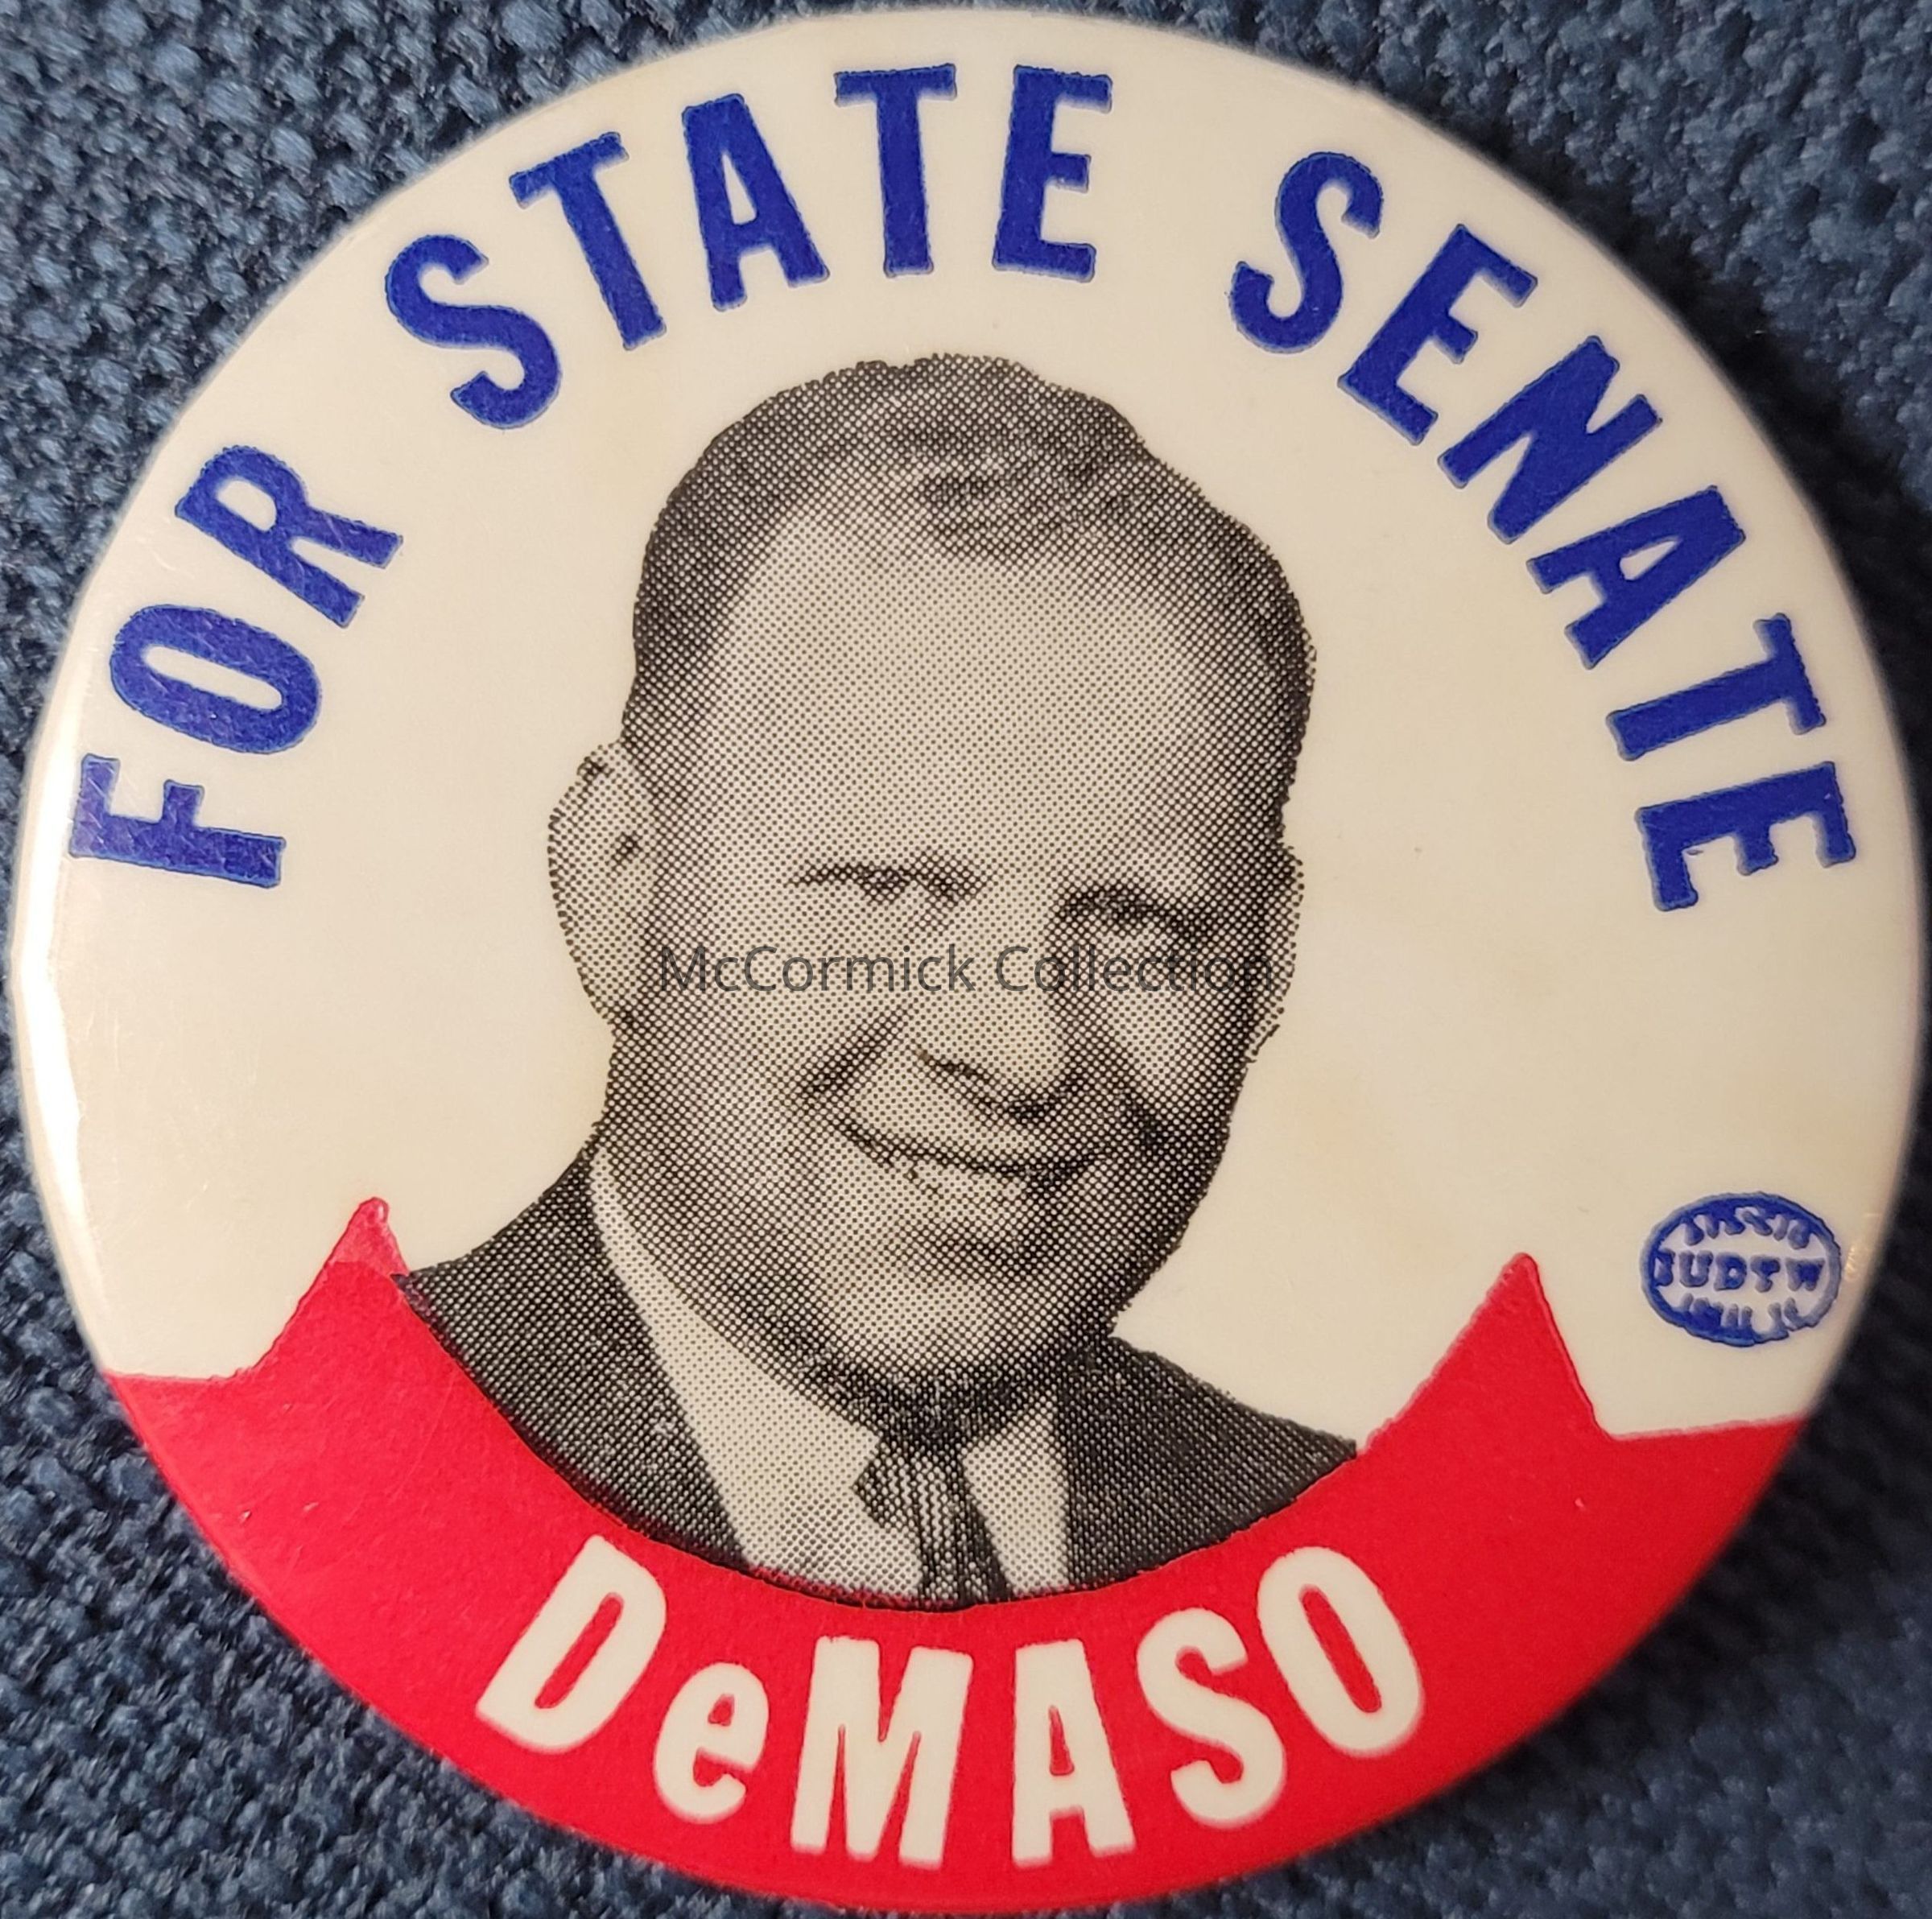 FOR STATE SENATE
McCormick Collection
DeMASO